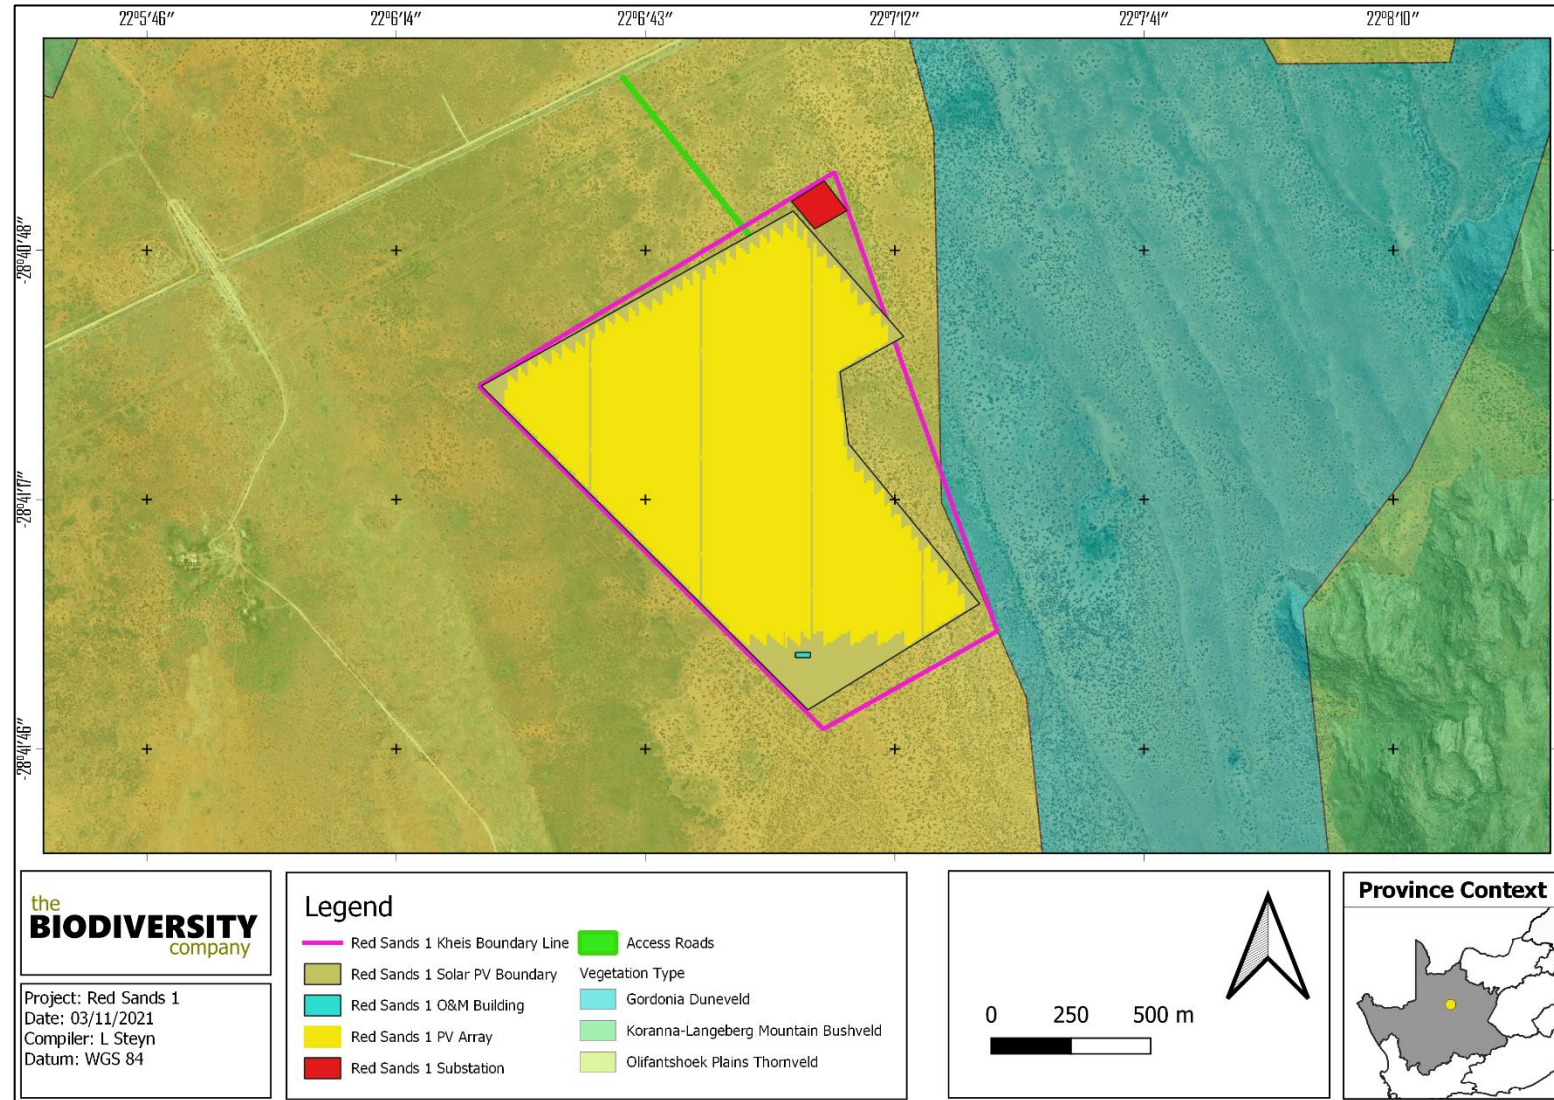 22°5'46″ 22°6'14″ 22°6'43″ 22°7'12″ 22°7'41″ 22°8'10″
-28°40'48″
-28°41'17″
-28°41'46″
the
BIODIVERSITY
company
Project: Red Sands 1
Date: 03/11/2021
Compiler: L Steyn
Datum: WGS 84
Legend
Red Sands 1 Kheis Boundary Line
Red Sands 1 Solar PV Boundary
Red Sands 1 O&M Building
Red Sands 1 PV Array
Red Sands 1 Substation
Access Roads
Vegetation Type
Gordonia Duneveld
Koranna-Langeberg Mountain Bushveld
Olifantshoek Plains Thornveld
0 250 500 m
Province Context